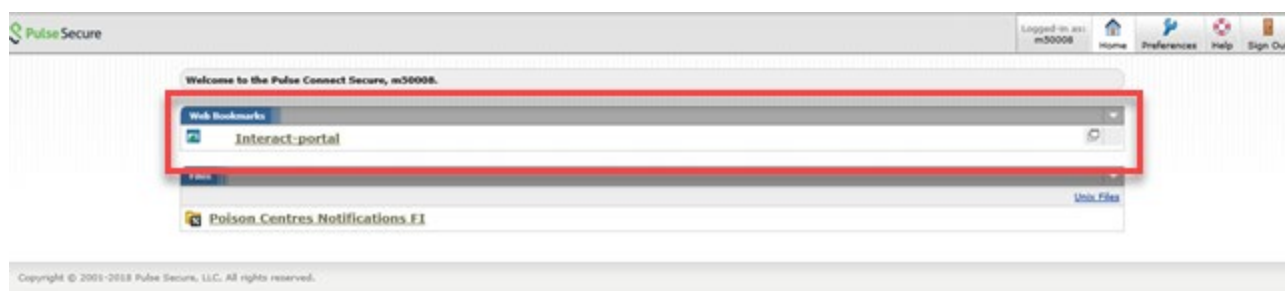 Pulse Secure
Logged-in as:
m50008
Home
Preferences
Help
Sign Ou
Welcome to the Pulse Connect Secure, m50008.
Web Bookmarks
Interact-portal
Files
Unix Files
Poison Centres Notifications FI
Copyright © 2001-2018 Pulse Secure, LLC. All rights reserved.